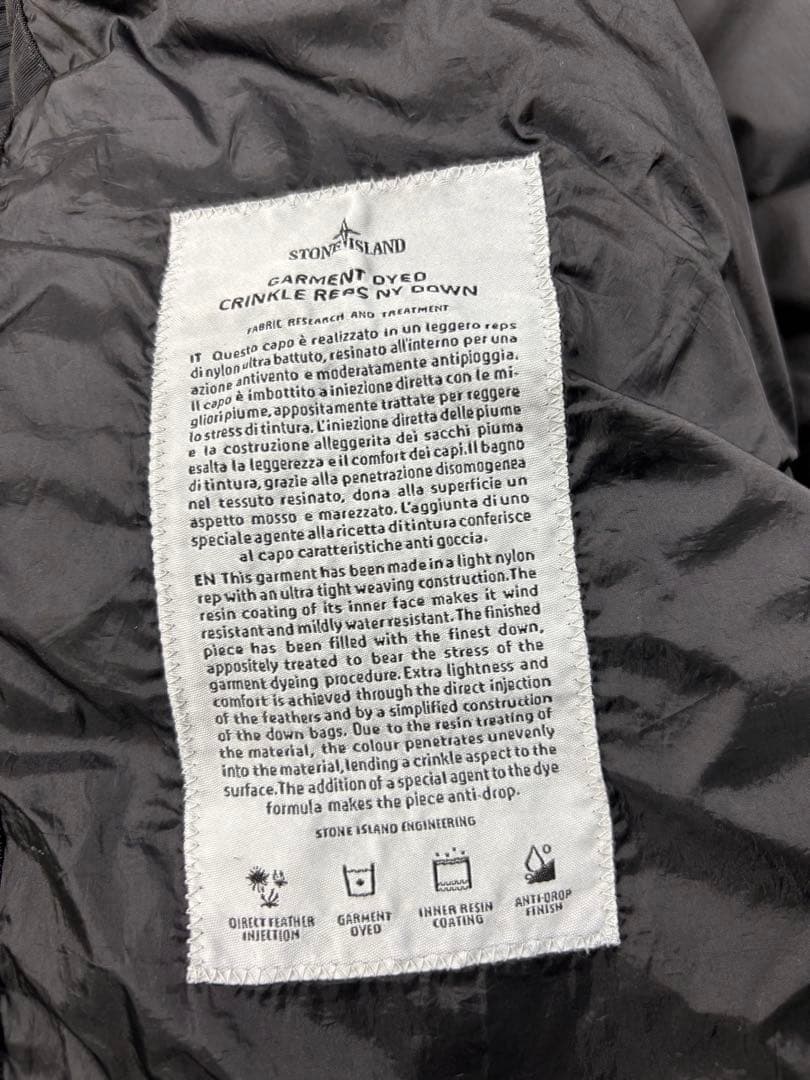 STONE ISLAND
GARMENT DYED
CRINKLE REPS NY DOWN
FABRIC RESEARCH AND TREATMENT
IT Questo capo è realizzato in un leggero reps
di nylon ultra battuto, resinato all'interno per una
azione antivento e moderatamente antipioggia.
Il capo è imbottito a iniezione diretta con le mi-
gliori piume, appositamente trattate per reggere
lo stress di tintura. L'iniezione diretta delle piume
e la costruzione alleggerita dei sacchi piuma
esalta la leggerezza e il comfort dei capi. Il bagno
di tintura, grazie alla penetrazione disomogenea
nel tessuto resinato, dona alla superficie un
aspetto mosso e marezzato. L'aggiunta di uno
speciale agente alla ricetta di tintura conferisce
al capo caratteristiche anti goccia.
EN This garment has been made in a light nylon
rep with an ultra tight weaving construction. The
resin coating of its inner face makes it wind
resistant and mildly water resistant. The finished
piece has been filled with the finest down,
appositely treated to bear the stress of the
garment dyeing procedure. Extra lightness and
comfort is achieved through the direct injection
of the feathers and by a simplified construction
of the down bags. Due to the resin treating of
the material, the colour penetrates unevenly
into the material, lending a crinkle aspect to the
surface. The addition of a special agent to the dye
formula makes the piece anti-drop.
STONE ISLAND ENGINEERING
DIRECT FEATHER
INJECTION
GARMENT
DYED
INNER RESIN
COATING
ANTI-DROP
FINISH